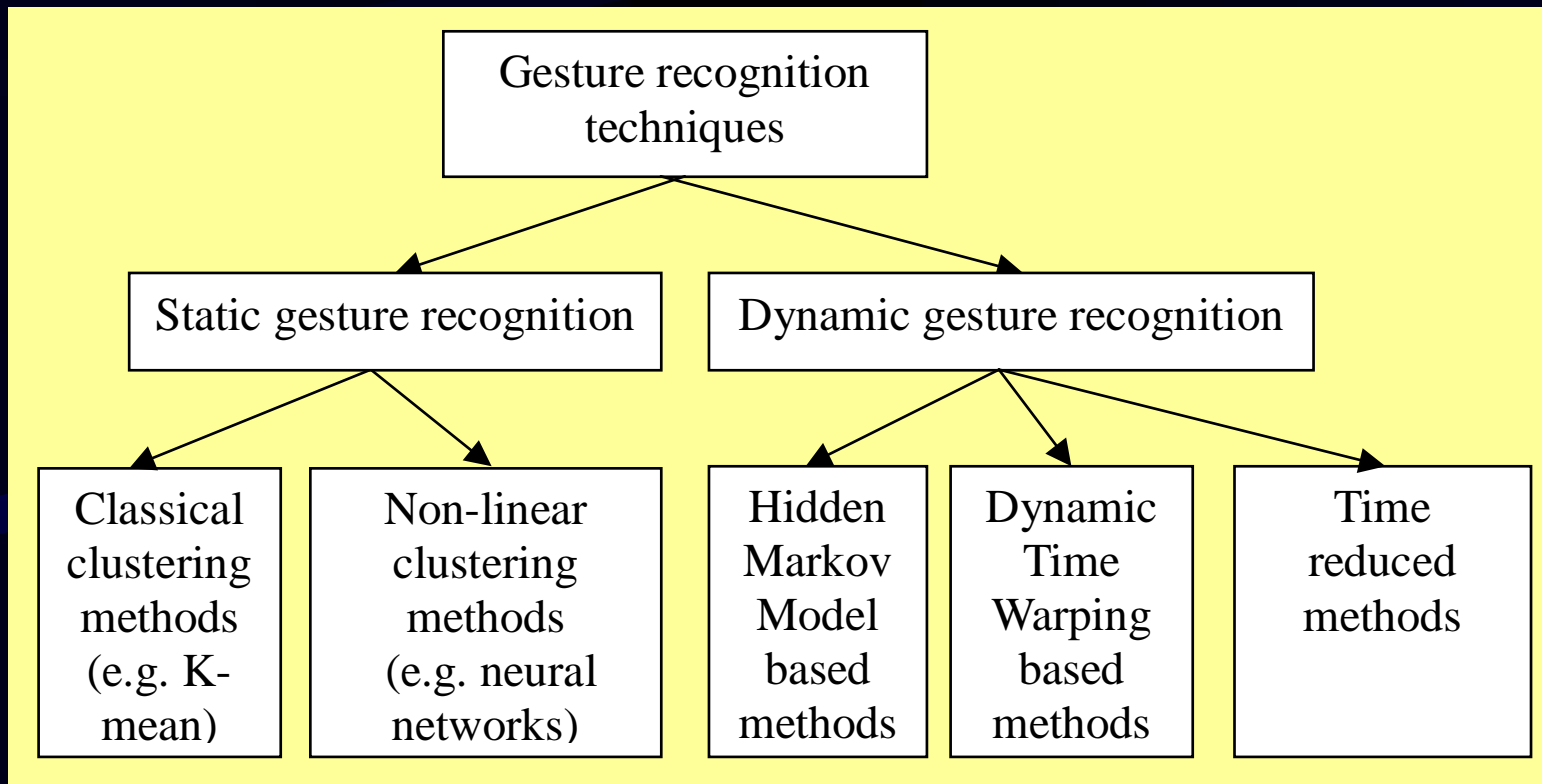 Gesture recognition
techniques
Static gesture recognition
Dynamic gesture recognition
Classical
clustering
methods
(e.g. K-
mean)
Non-linear
clustering
methods
(e.g. neural
networks)
Hidden
Markov
Model
based
methods
Dynamic
Time
Warping
based
methods
Time
reduced
methods